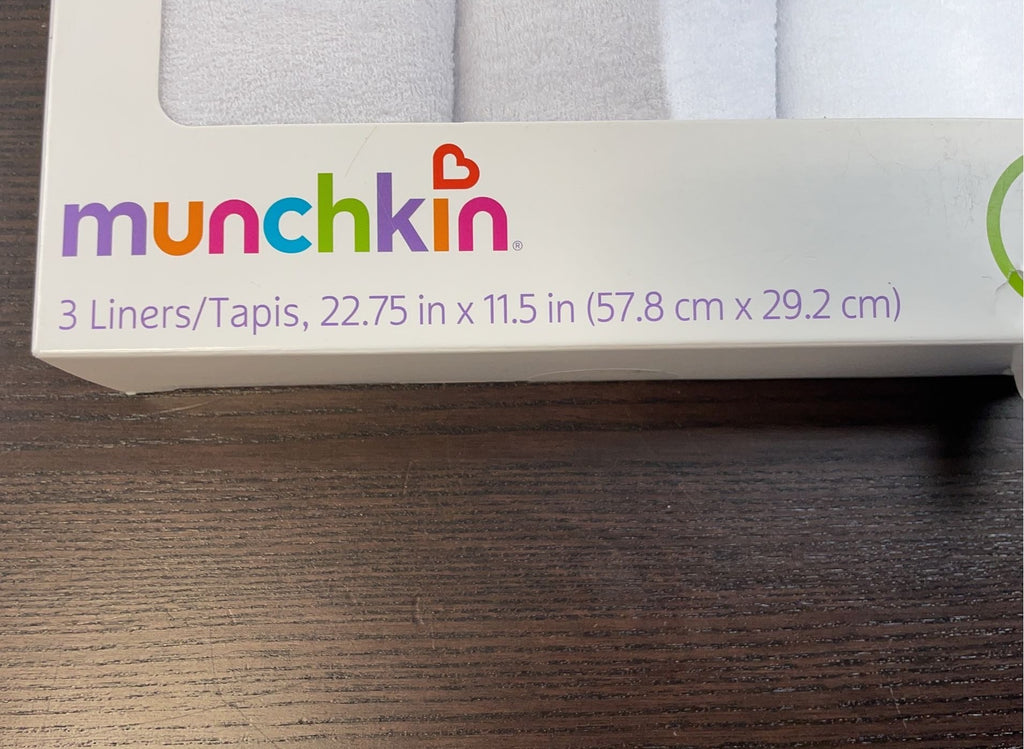 munchkin®
3 Liners/Tapis, 22.75 in x 11.5 in (57.8 cm x 29.2 cm)